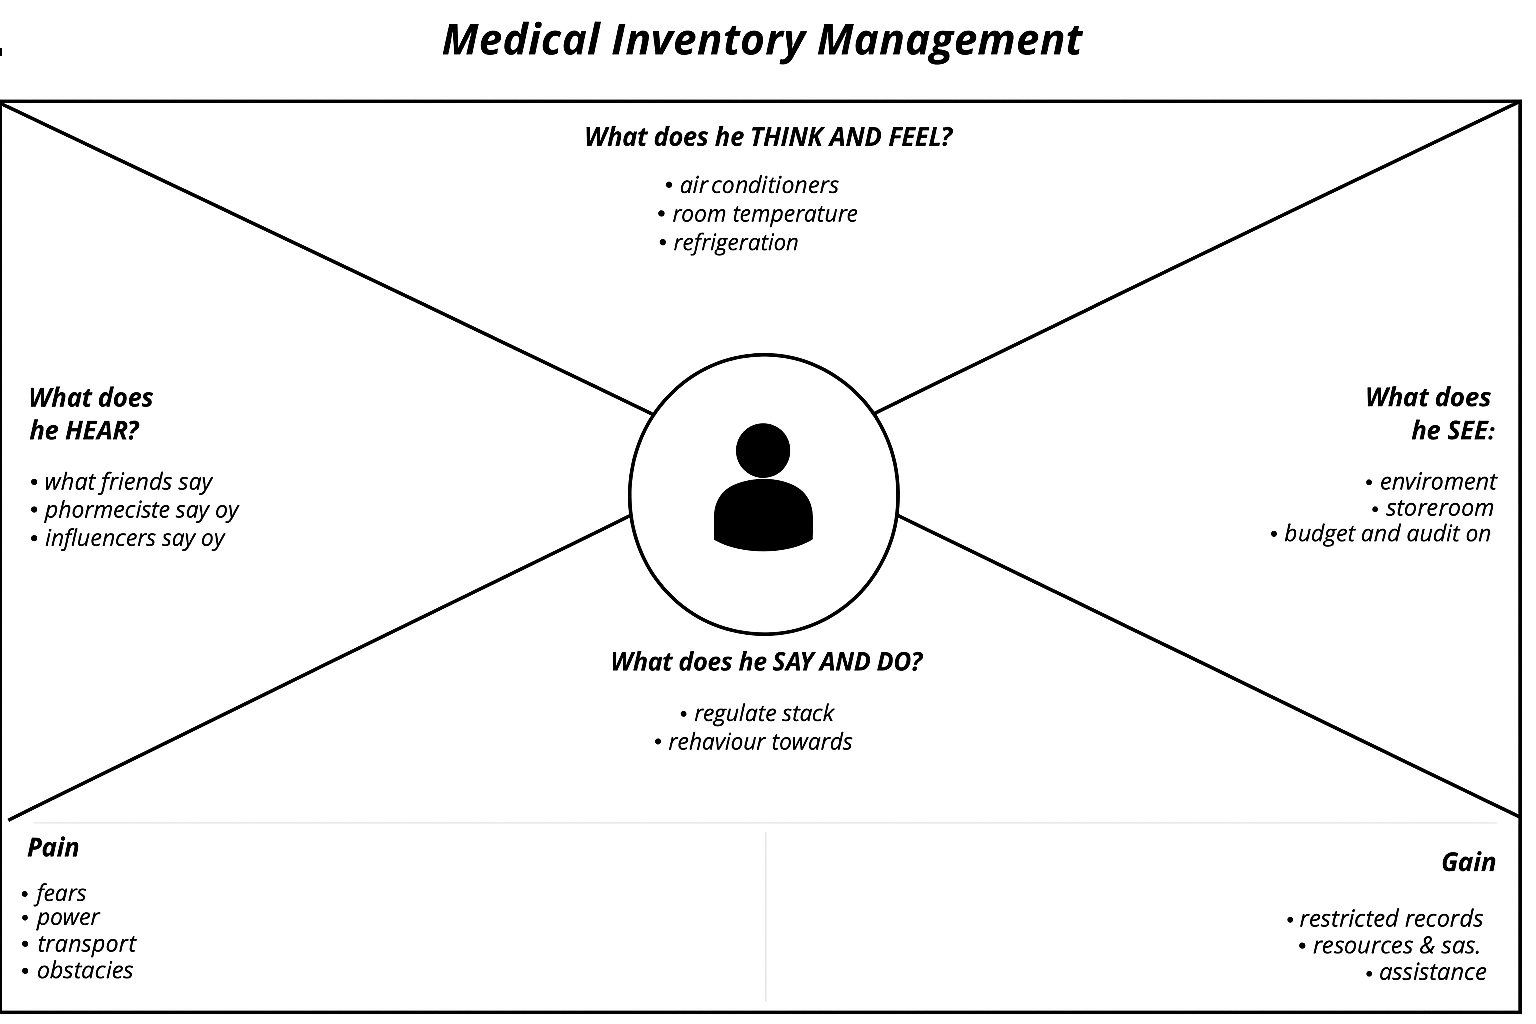 Medical Inventory Management
What does he THINK AND FEEL?
• air conditioners
• room temperature
• refrigeration
What does
he HEAR?
• what friends say
• phormeciste say oy
• influencers say oy
What does
he SEE:
• enviroment
• storeroom
• budget and audit on
What does he SAY AND DO?
• regulate stack
• rehaviour towards
Pain
• fears
• power
• transport
• obstacies
Gain
• restricted records
• resources & sas.
• assistance